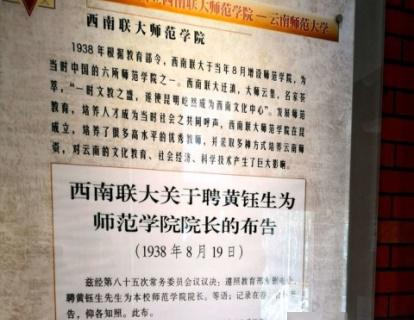 西南联大师范学院—云南师范大学
西南联大师范学院
1938年根据教育部令，西南联大于当年8月增设师范学院，为
当时中国的六所师范学院之一。西南联大迁滇，大师云集，名家荟
萃，“一时文教之盛，遂使昆明屹然成为西南文化中心”。发展师范
教育，培养人才成为当时社会之共同呼声，西南联大师范学院在昆
成立，培养了很多高水平的优秀教师，并采取多种方式培养云南师
资，对云南的文化教育、社会经济、科学技术产生了巨大影响。
西南联大关于聘黄钰生为
师范学院院长的布告
(1938年8月19日)
兹经第八十五次常务委员会议议决：遵照教育部
聘黄钰生先生为本校师范学院院长。等语；记录在
告，仰各知照。此布。